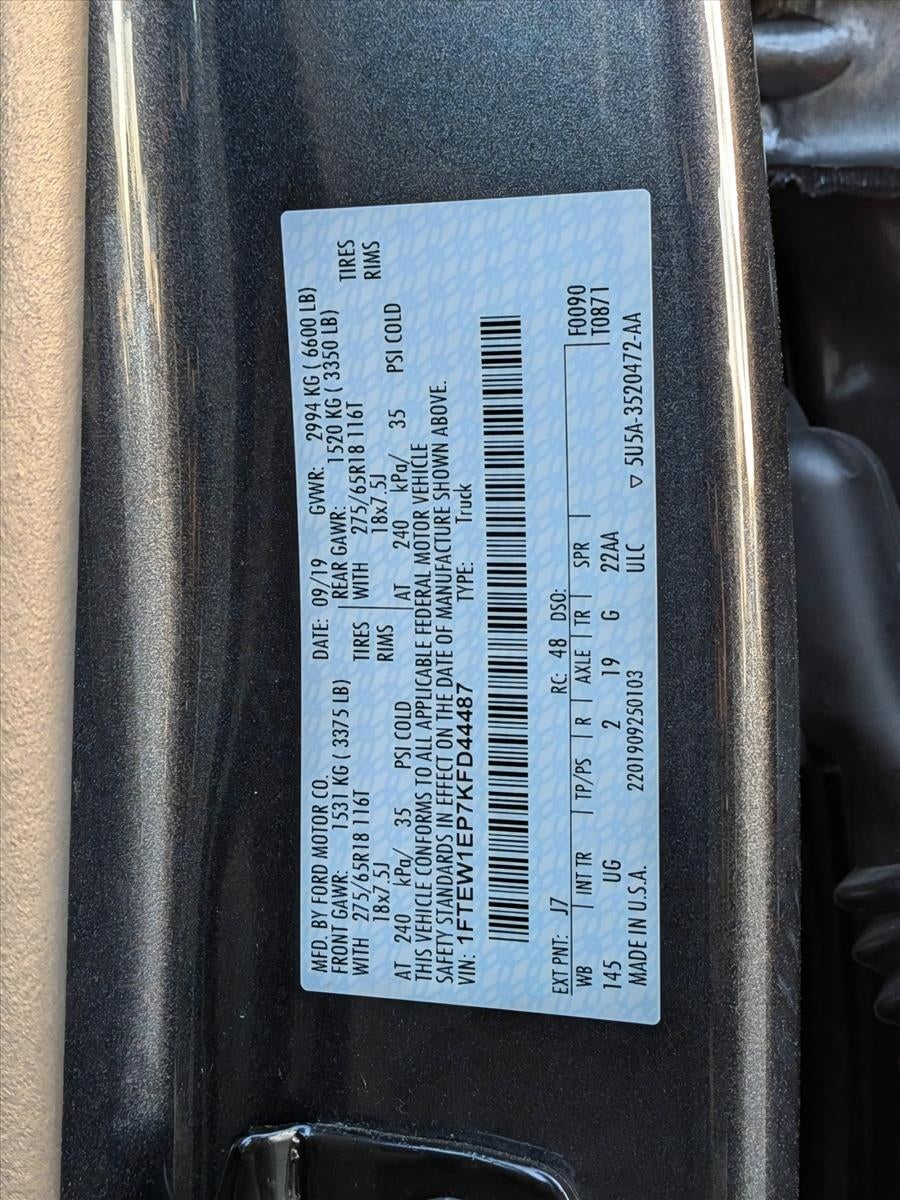 MFD. BY FORD MOTOR CO. DATE: 09/19 GVWR: 2994 KG ( 6600 LB)
FRONT GAWR: 1531 KG ( 3375 LB) REAR GAWR: 1520 KG ( 3350 LB)
WITH 275/65R18 116T TIRES WITH 275/65R18 116T TIRES
18x7.5J RIMS 18x7.5J RIMS
AT 240 kPa/ 35 PSI COLD AT 240 kPa/ 35 PSI COLD
THIS VEHICLE CONFORMS TO ALL APPLICABLE FEDERAL MOTOR VEHICLE
SAFETY STANDARDS IN EFFECT ON THE DATE OF MANUFACTURE SHOWN ABOVE.
VIN: 1FTEW1EP7KFD44487 TYPE: Truck
EXT PNT: J7 RC: 48 DSO: F0090
WB INT TR TP/PS R AXLE TR SPR T0871
145 UG 2 19 G 22AA
MADE IN U.S.A. 2201909250103 ULC ▽ 5U5A-3520472-AA